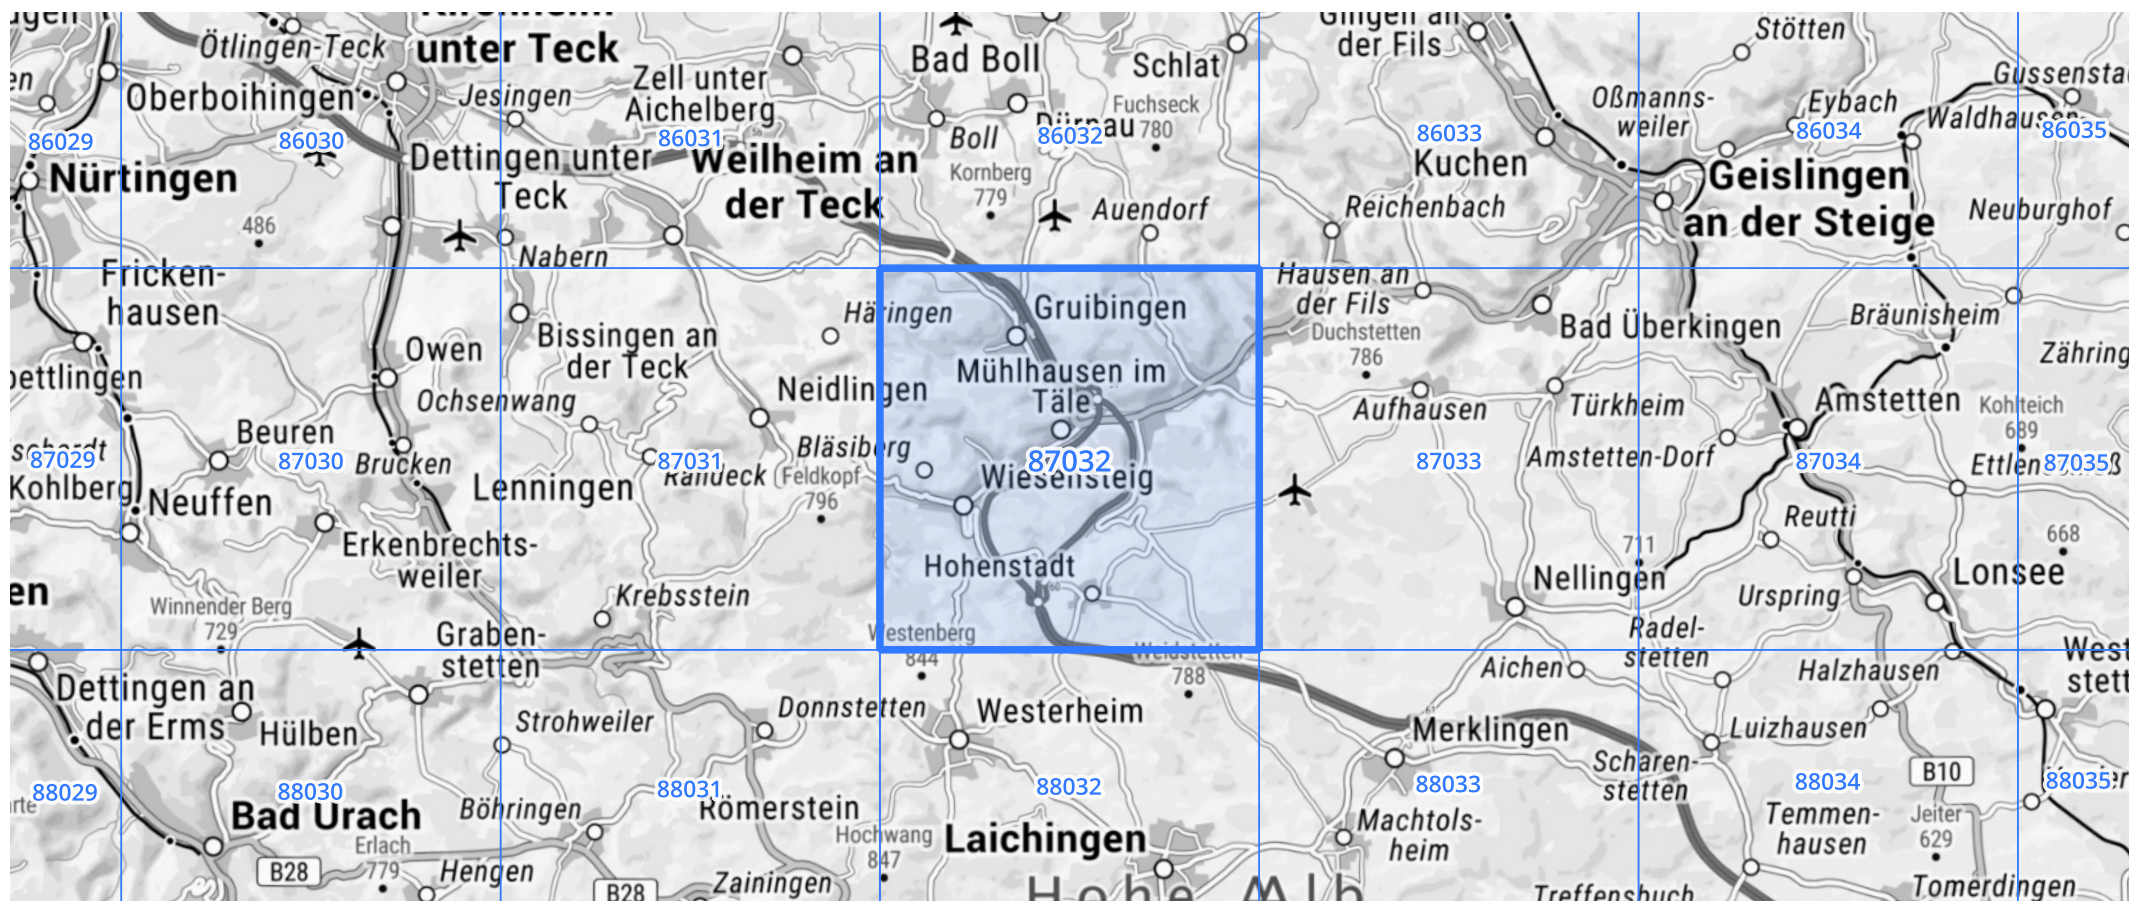 Ötlingen-Teck
unter Teck
Oberboihingen
Jesingen
Zell unter
Aichelberg
Bad Boll
Schlat
Gingen an
der Fils
Stötten
Fuchseck
780
Oßmanns-
weiler
Eybach
Waldhausen
86029
86030
86031
86032
86033
86034
86035
Boll
Dürnau
Nürtingen
Dettingen unter
Teck
Weilheim an
der Teck
Kornberg
779
Auendorf
Kuchen
Reichenbach
Geislingen
an der Steige
Neuburghof
486
Nabern
Fricken-
hausen
Hausen an
der Fils
Häringen
Gruibingen
Duchstetten
786
Bad Überkingen
Bräunisheim
Owen
Bissingen an
der Teck
Mühlhausen im
Täle
Neidlingen
Ochsenwang
Aufhausen
Türkheim
Amstetten
Kohlteich
689
Beuren
Brucken
Bläsiberg
Amstetten-Dorf
87029
87030
87031
87032
87033
87034
87035
Kohlberg
Neuffen
Lenningen
Randeck
Feldkopf
796
Wiesensteig
Reutti
711
668
Erkenbrechts-
weiler
Hohenstadt
60
Nellingen
Lonsee
Urspring
Winnender Berg
729
Krebsstein
Westenberg
844
Graben-
stetten
Weidstetten
788
Radel-
stetten
Aichen
Halzhausen
Dettingen an
der Erms
Hülben
Strohweiler
Donnstetten
Westerheim
61
Merklingen
Luizhausen
Scharen-
stetten
B10
88029
88030
88031
88032
88033
88034
88035
Bad Urach
Böhringen
Römerstein
Hochwang
847
Laichingen
Machtols-
heim
Temmen-
hausen
Jeiter
629
Erlach
779
B28
Hengen
B28
Zainingen
Hohe Alb
Treffensbuch
Tomerdingen